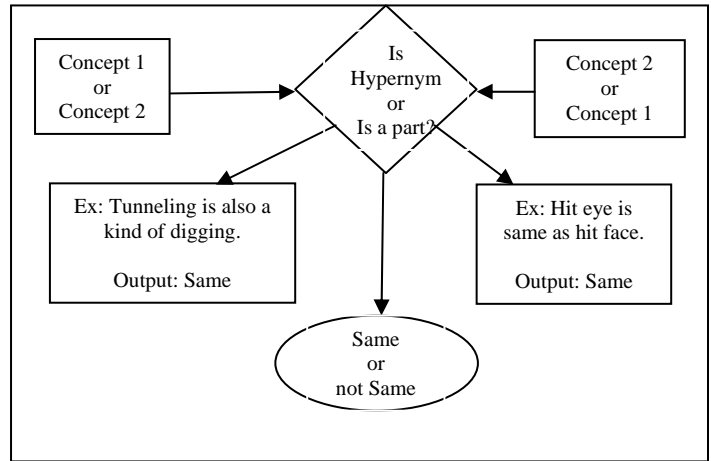 Concept 1
or
Concept 2
Is
Hypernym
or
Is a part?
Concept 2
or
Concept 1
Ex: Tunneling is also a
kind of digging.
Output: Same
Ex: Hit eye is
same as hit face.
Output: Same
Same
or
not Same